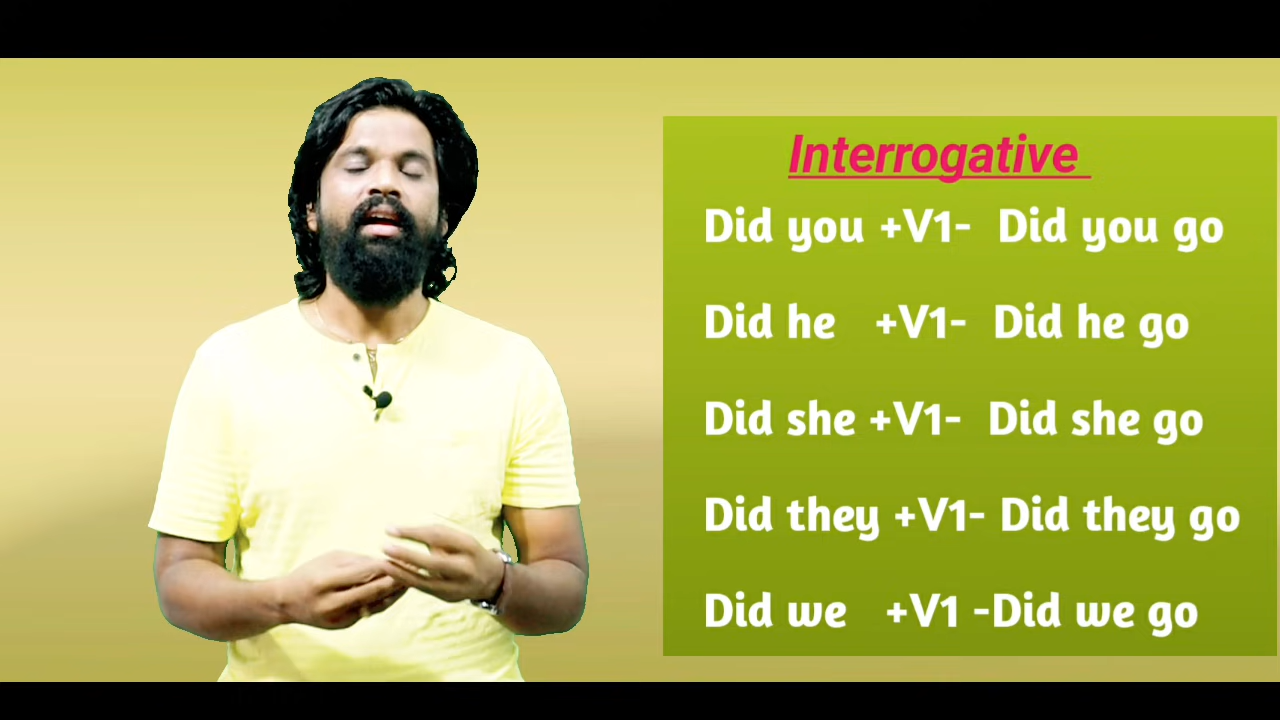 Interrogative
Did you +V1- Did you go
Did he +V1- Did he go
Did she +V1- Did she go
Did they +V1- Did they go
Did we +V1 -Did we go